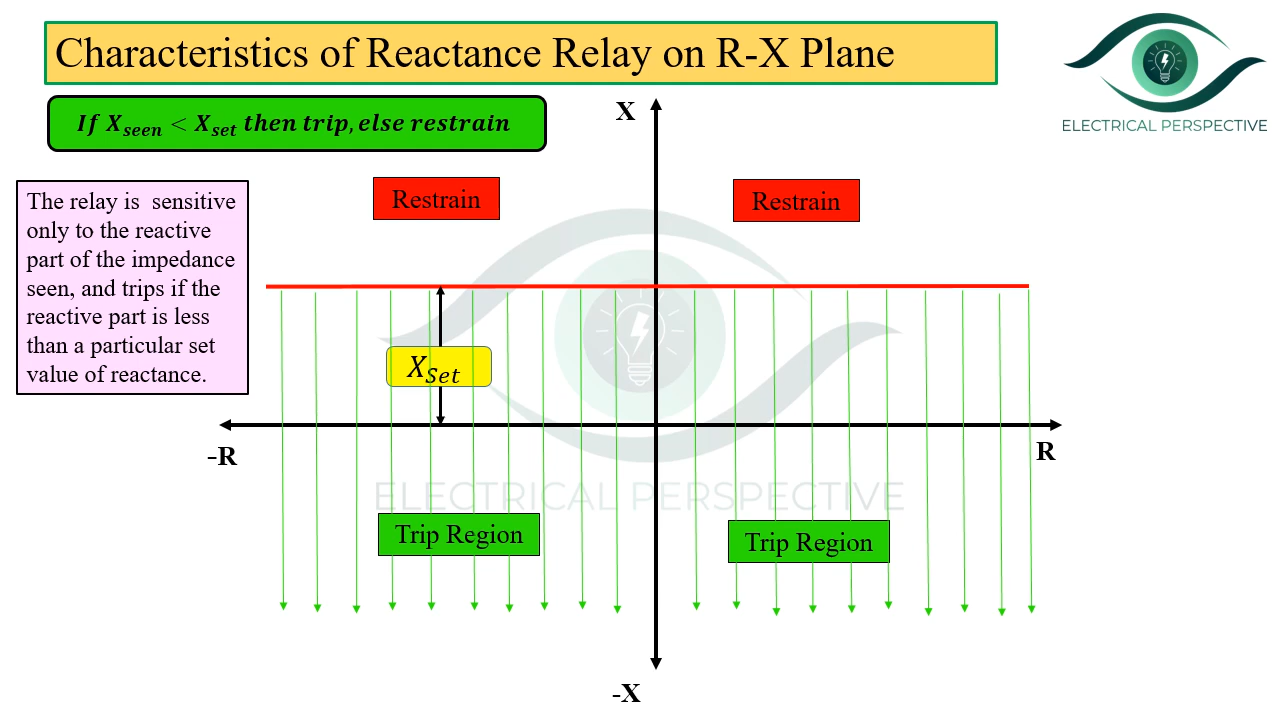 Characteristics of Reactance Relay on R-X Plane
ELECTRICAL PERSPECTIVE
If X_seen < X_set then trip, else restrain
X
Restrain
Restrain
The relay is sensitive
only to the reactive
part of the impedance
seen, and trips if the
reactive part is less
than a particular set
value of reactance.
X_Set
-R
R
ELECTRICAL PERSPECTIVE
Trip Region
Trip Region
-X